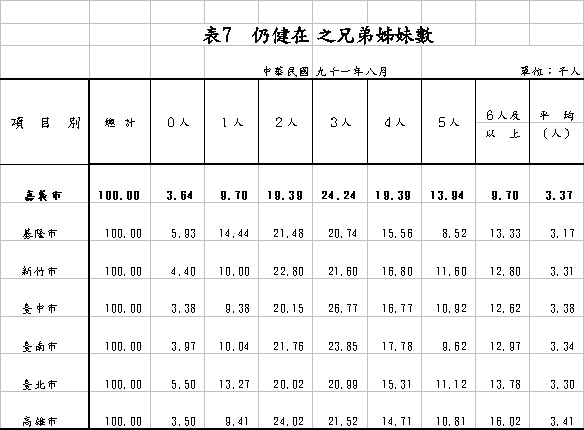 表7 仍健在 之兄弟姊妹數
中華民國 九十一年八月 單位：千人
項 目 別 總 計 0人 1人 2人 3人 4人 5人 6人及以 上 平 均(人)
嘉義市 100.00 3.64 9.70 19.39 24.24 19.39 13.94 9.70 3.37
基隆市 100.00 5.93 14.44 21.48 20.74 15.56 8.52 13.33 3.17
新竹市 100.00 4.40 10.00 22.80 21.60 16.80 11.60 12.80 3.31
臺中市 100.00 3.38 9.38 20.15 26.77 16.77 10.92 12.62 3.38
臺南市 100.00 3.97 10.04 21.76 23.85 17.78 9.62 12.97 3.34
臺北市 100.00 5.50 13.27 20.02 20.99 15.31 11.12 13.78 3.30
高雄市 100.00 3.50 9.41 24.02 21.52 14.71 10.81 16.02 3.41